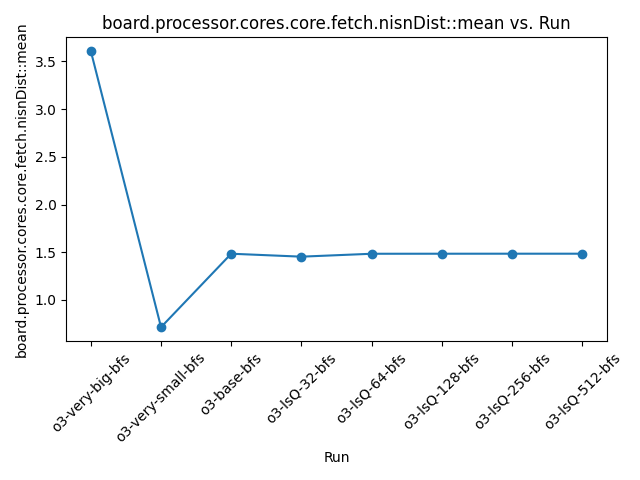 board.processor.cores.core.fetch.nisnDist::mean vs. Run
board.processor.cores.core.fetch.nisnDist::mean
3.5
3.0
2.5
2.0
1.5
1.0
o3-very-big-bfs
o3-very-small-bfs
o3-base-bfs
o3-lsQ-32-bfs
o3-lsQ-64-bfs
o3-lsQ-128-bfs
o3-lsQ-256-bfs
o3-lsQ-512-bfs
Run